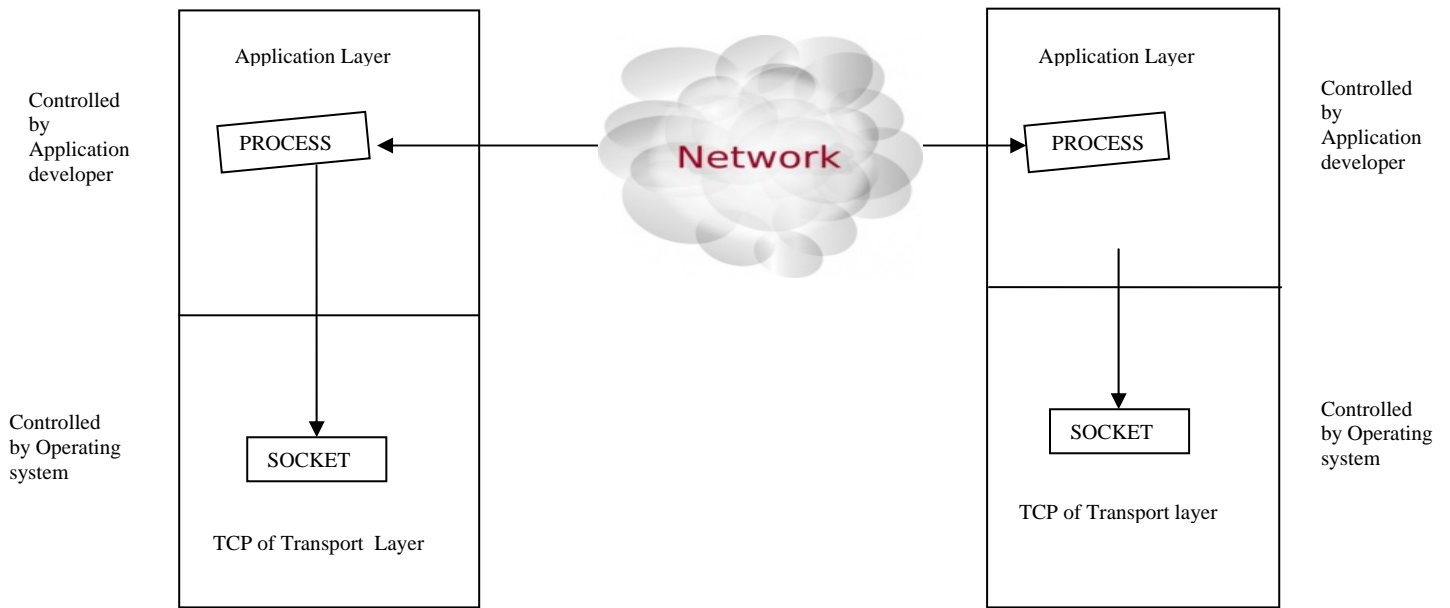 Application Layer
Controlled
by
Application
developer
PROCESS
Controlled
by Operating
system
SOCKET
TCP of Transport Layer
Network
Application Layer
PROCESS
Controlled
by
Application
developer
SOCKET
TCP of Transport layer
Controlled
by Operating
system